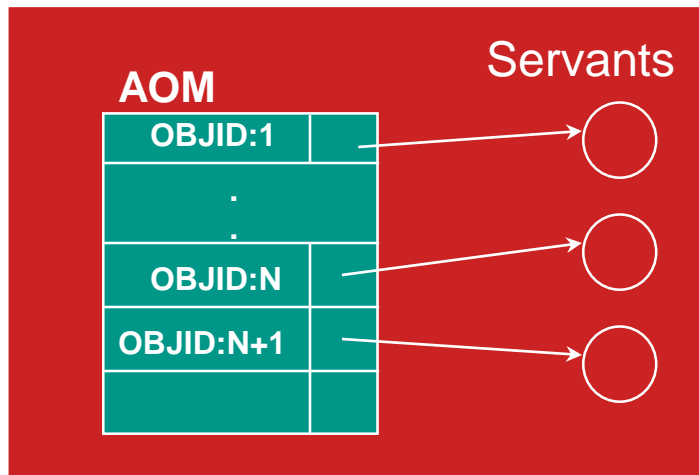 Servants
AOM
OBJID:1
.
.
OBJID:N
OBJID:N+1